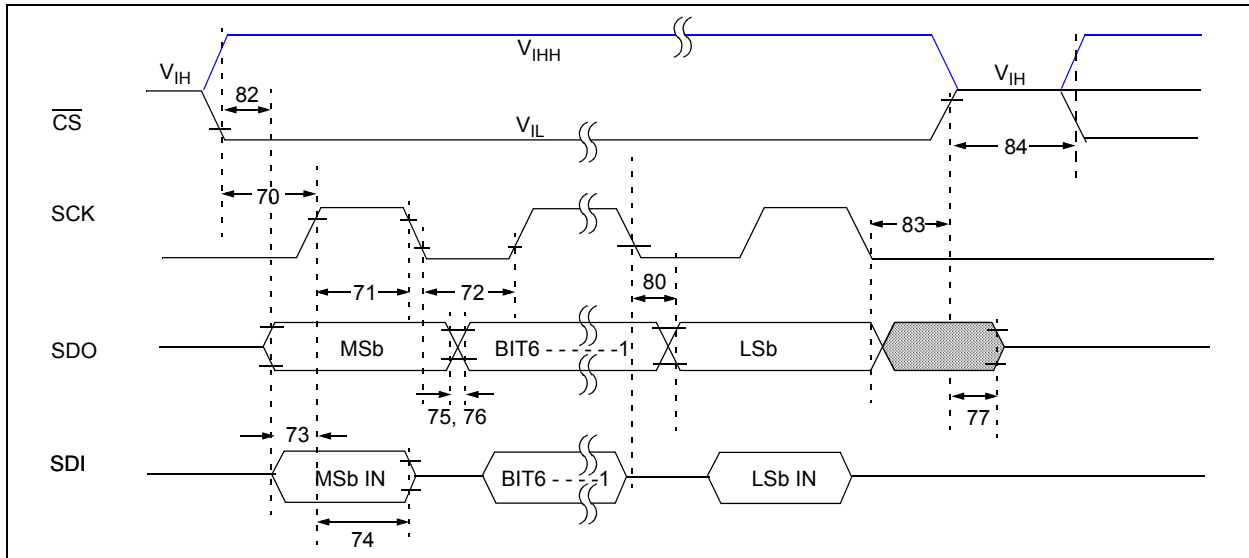 V_IH
V_IHH
V_IH
82
CS
V_IL
84
70
SCK
83
71
72
80
SDO
MSb
BIT6 - - - - - -1
LSb
75, 76
77
73
SDI
MSb IN
BIT6 - - - - -1
LSb IN
74